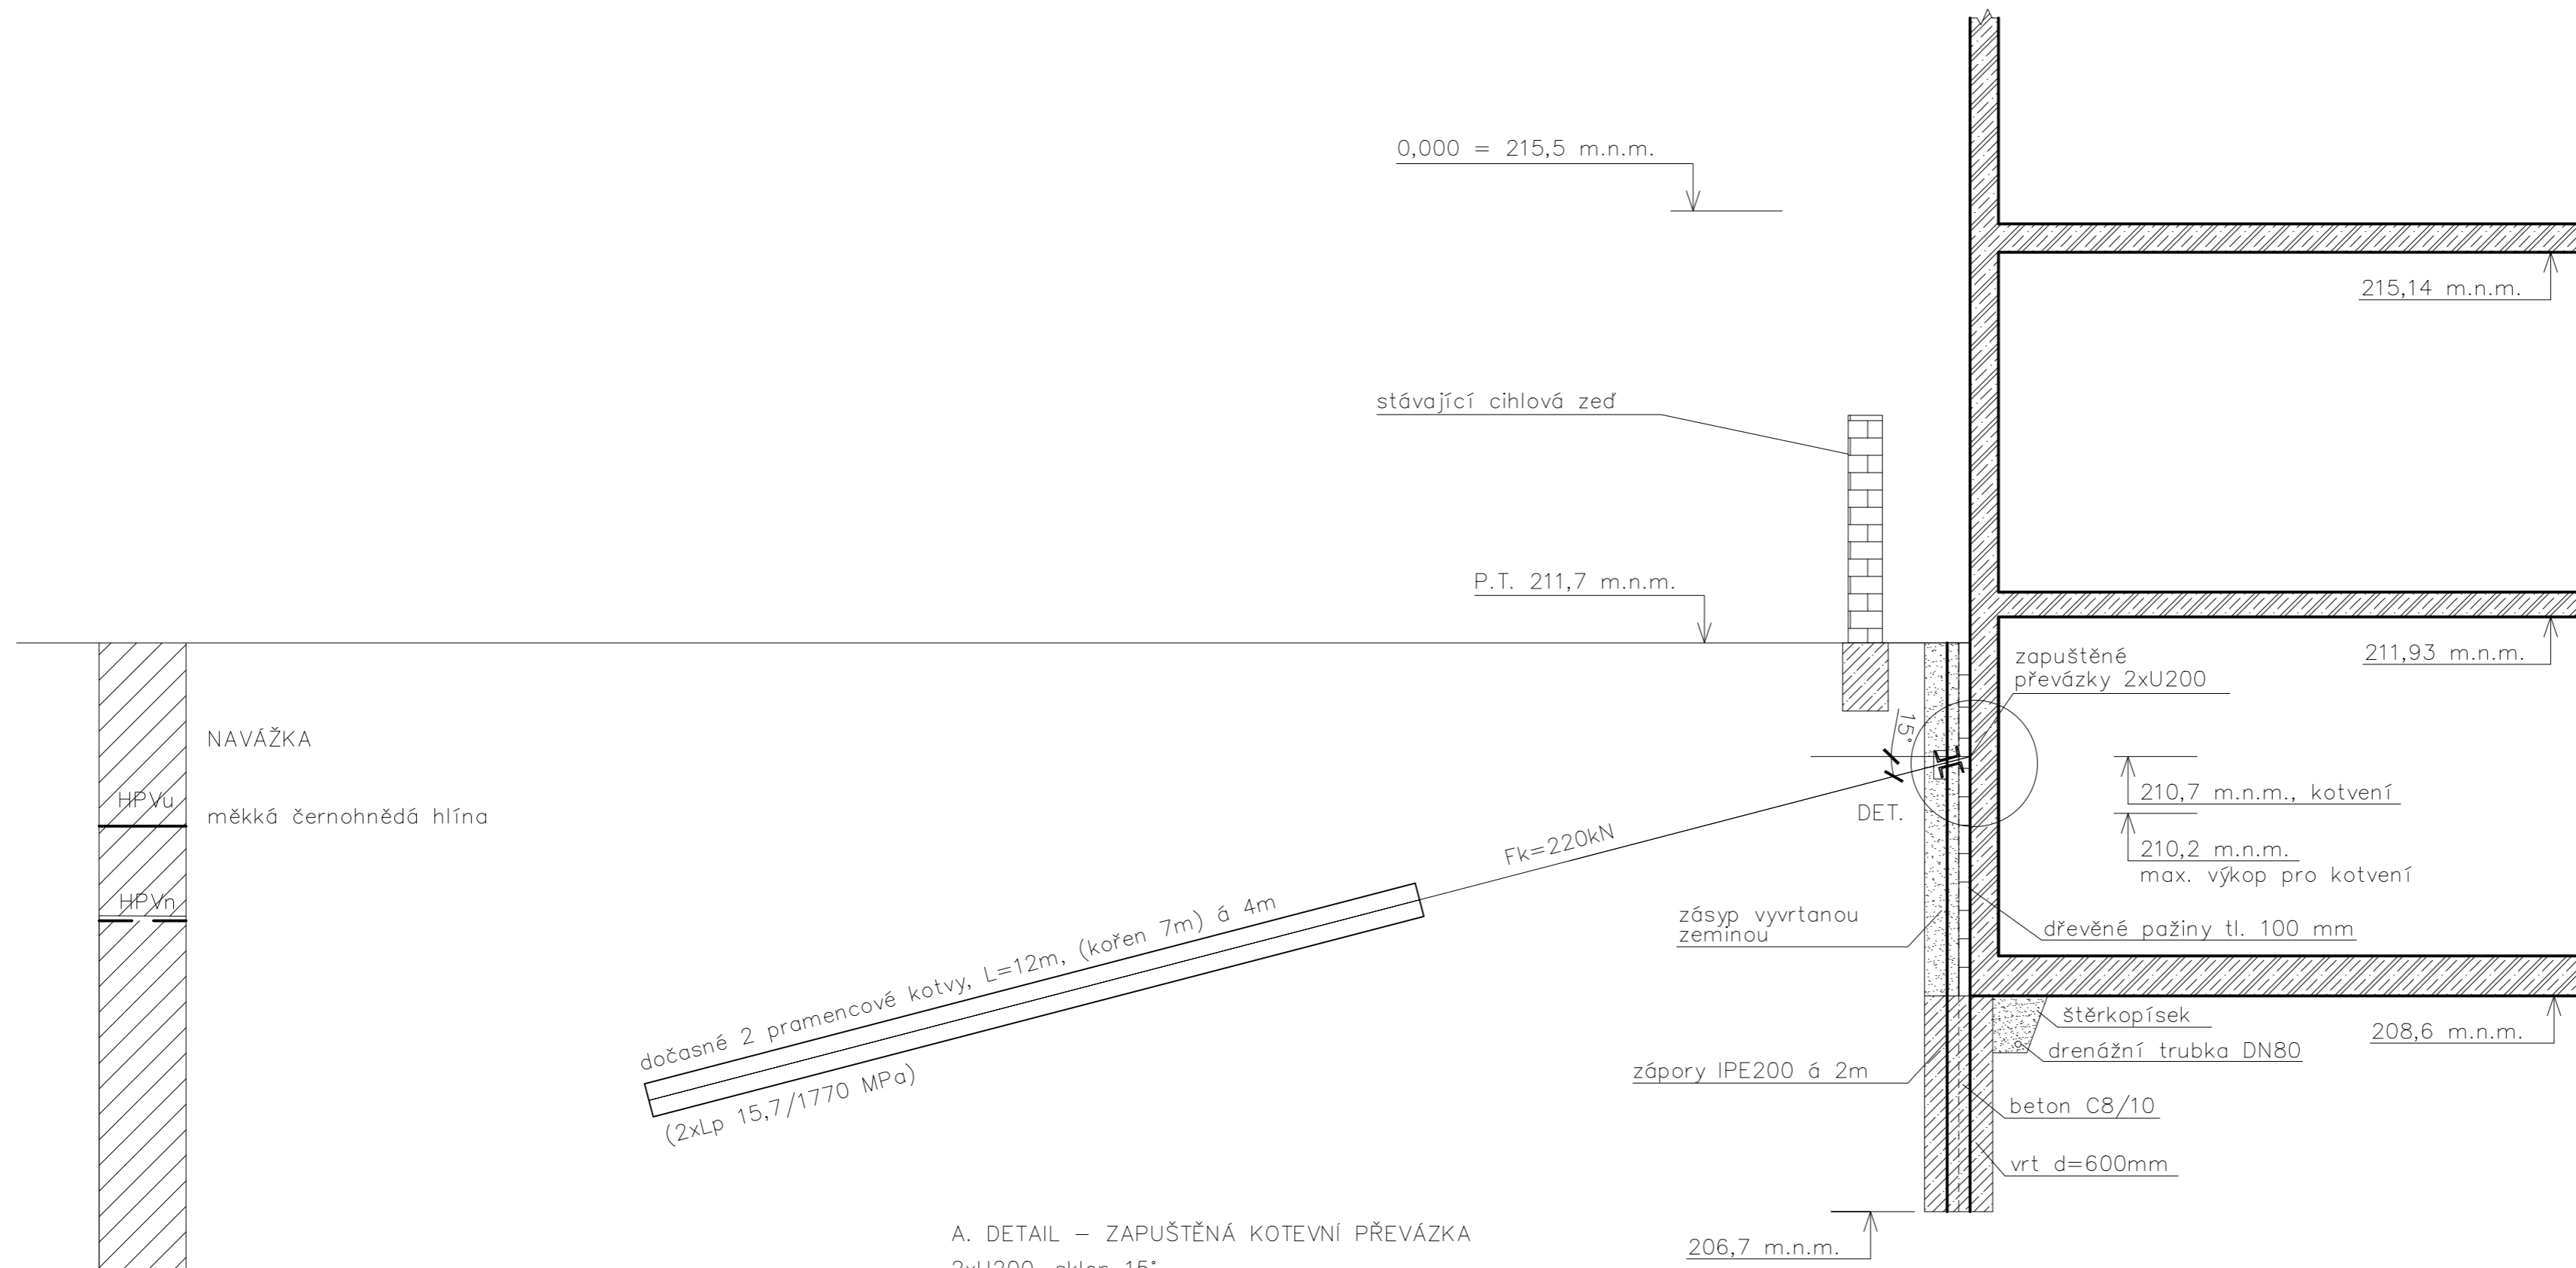 0,000 = 215,5 m.n.m.
215,14 m.n.m.
stávající cihlová zeď
P.T. 211,7 m.n.m.
zapuštěné
převázky 2xU200
211,93 m.n.m.
15°
NAVÁŽKA
HPVu
měkká černohnědá hlína
HPVn
DET.
210,7 m.n.m., kotvení
210,2 m.n.m.
max. výkop pro kotvení
Fk=220kN
dočasné 2 pramencové kotvy, L=12m, (kořen 7m) á 4m
(2xLp 15,7/1770 MPa)
zásyp vyvrtanou
zeminou
dřevěné pažiny tl. 100 mm
štěrkopísek
208,6 m.n.m.
drenážní trubka DN80
zápory IPE200 á 2m
beton C8/10
vrt d=600mm
206,7 m.n.m.
A. DETAIL – ZAPUŠTĚNÁ KOTEVNÍ PŘEVÁZKA
2xU200, sklon 15°